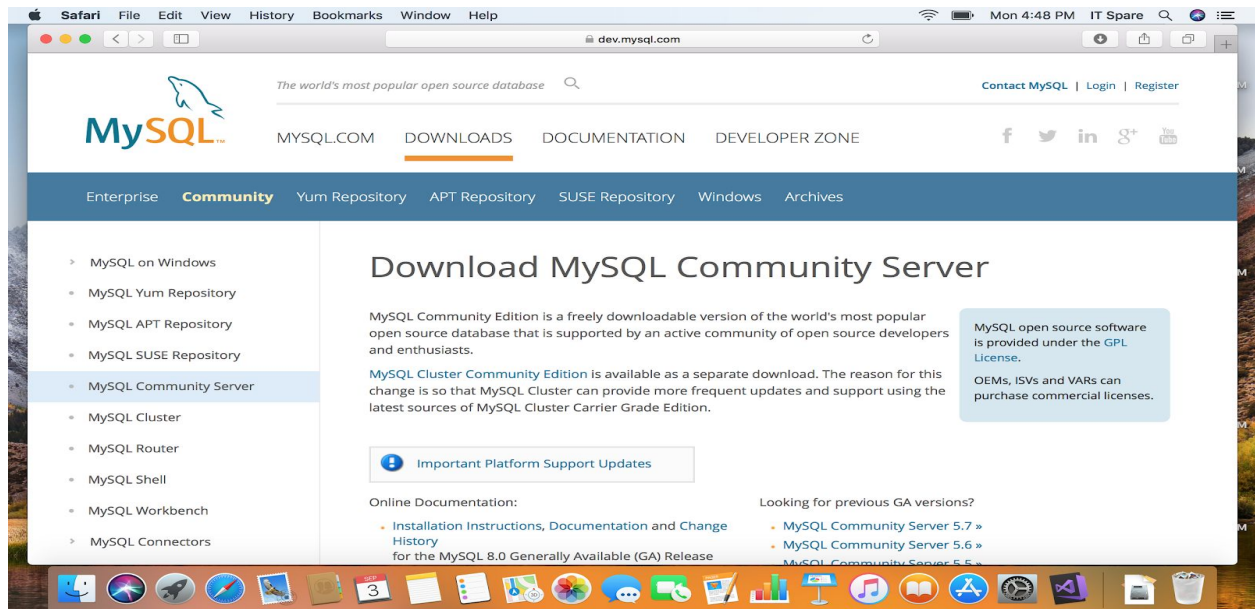 Safari File Edit View History Bookmarks Window Help Mon 4:48 PM IT Spare
dev.mysql.com
The world's most popular open source database
Contact MySQL | Login | Register
MySQL™
MYSQL.COM DOWNLOADS DOCUMENTATION DEVELOPER ZONE
f in g+ You Tube
Enterprise Community Yum Repository APT Repository SUSE Repository Windows Archives
MySQL on Windows
MySQL Yum Repository
MySQL APT Repository
MySQL SUSE Repository
MySQL Community Server
MySQL Cluster
MySQL Router
MySQL Shell
MySQL Workbench
MySQL Connectors
Download MySQL Community Server
MySQL Community Edition is a freely downloadable version of the world's most popular
open source database that is supported by an active community of open source developers
and enthusiasts.
MySQL Cluster Community Edition is available as a separate download. The reason for this
change is so that MySQL Cluster can provide more frequent updates and support using the
latest sources of MySQL Cluster Carrier Grade Edition.
MySQL open source software
is provided under the GPL
License.
OEMs, ISVs and VARs can
purchase commercial licenses.
Important Platform Support Updates
Online Documentation:
Installation Instructions, Documentation and Change
History
for the MySQL 8.0 Generally Available (GA) Release
Looking for previous GA versions?
MySQL Community Server 5.7 »
MySQL Community Server 5.6 »
MySQL Community Server 5.5 »
SEP
3